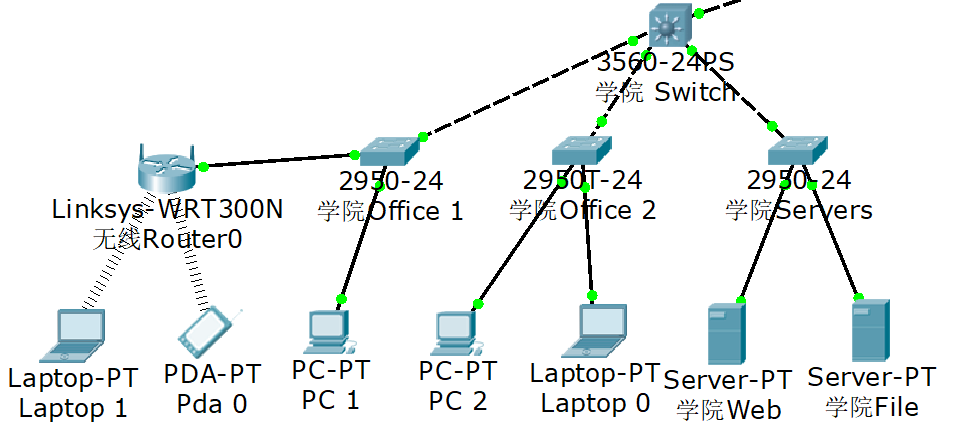 3560-24PS
学院 Switch
2950-24
学院Office 1
2950T-24
学院Office 2
2950-24
学院Servers
Linksys-WRT300N
无线Router0
Laptop-PT
Laptop 1
PDA-PT
Pda 0
PC-PT
PC 1
PC-PT
PC 2
Laptop-PT
Laptop 0
Server-PT
学院Web
Server-PT
学院File